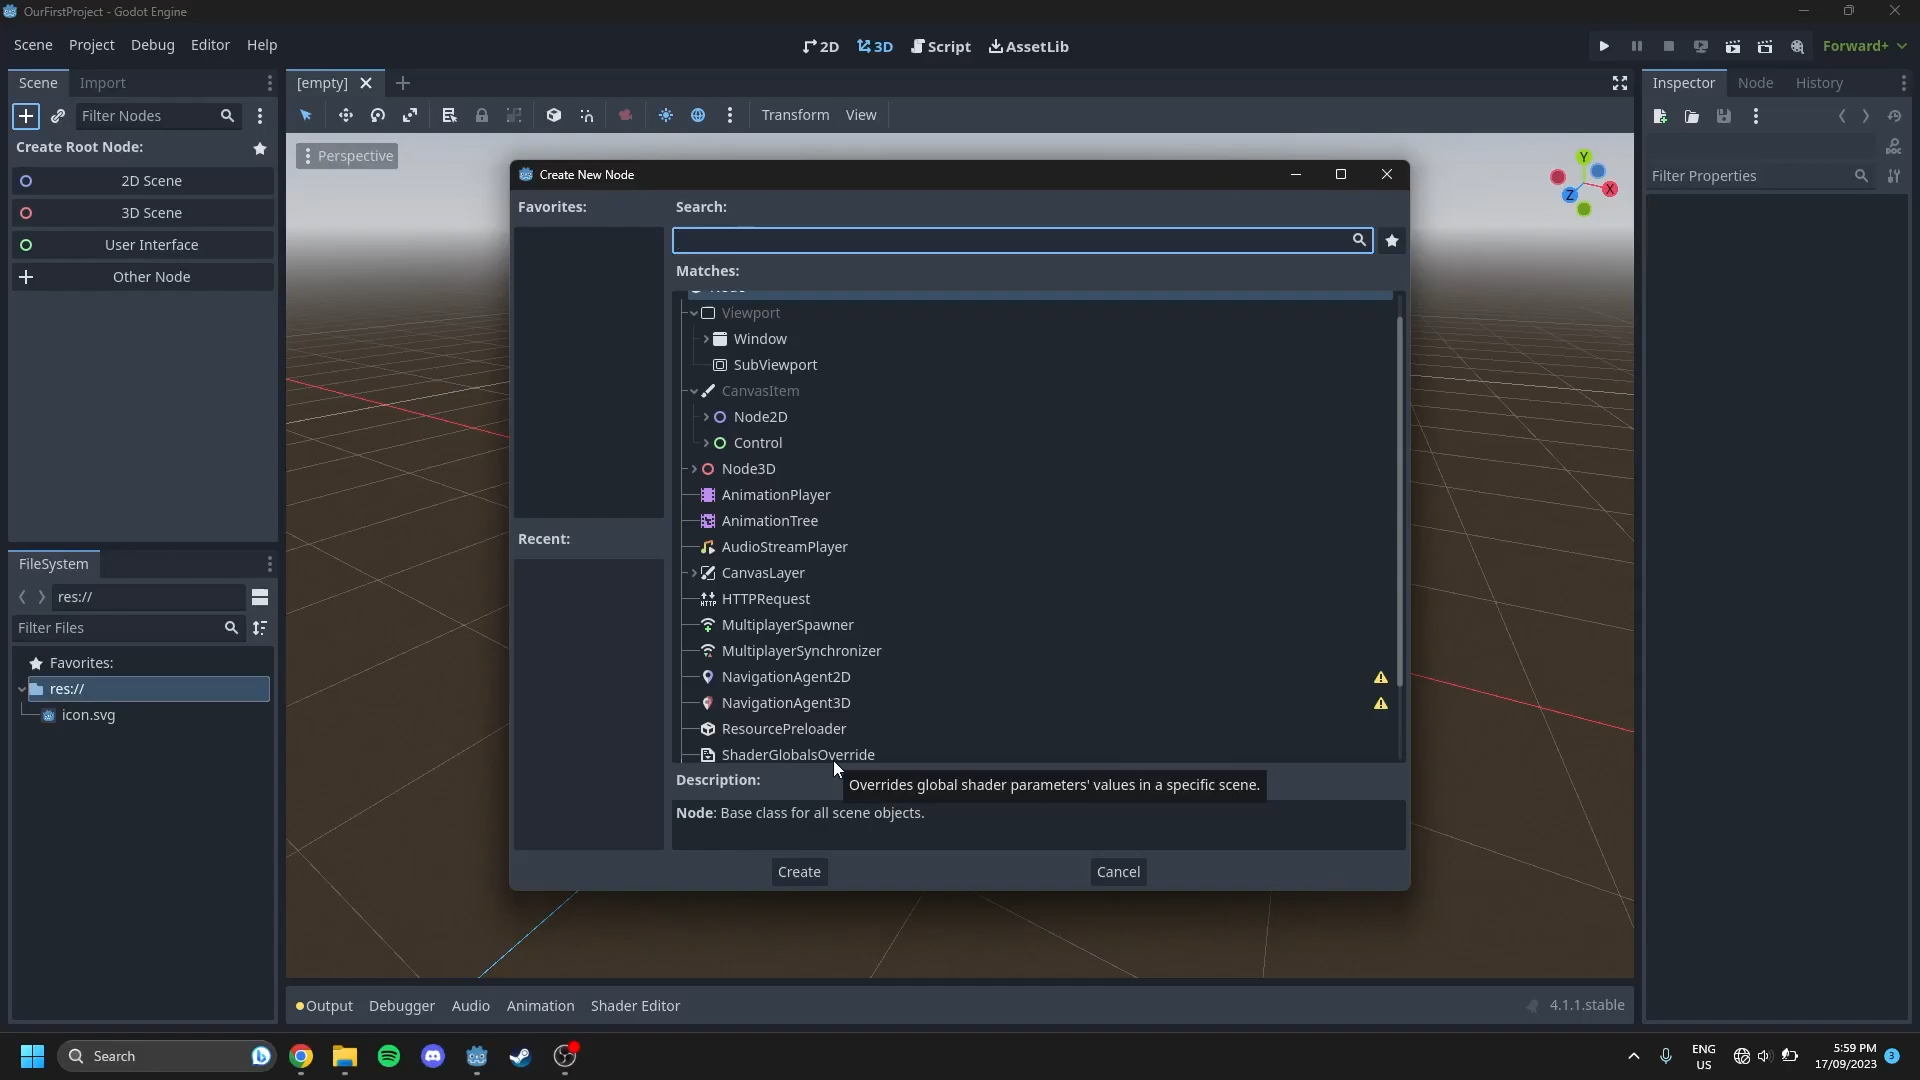 OurFirstProject - Godot Engine
Scene Project Debug Editor Help
2D 3D Script AssetLib
Forward+
Scene Import
[empty]
Inspector Node History
Filter Nodes
Transform View
Create Root Node:
2D Scene
3D Scene
User Interface
Other Node
Perspective
Y
X
Z
DOC
Filter Properties
Create New Node
Favorites:
Search:
Matches:
Node
Viewport
Window
SubViewport
CanvasItem
Node2D
Control
Node3D
AnimationPlayer
AnimationTree
AudioStreamPlayer
CanvasLayer
HTTP HTTPRequest
MultiplayerSpawner
MultiplayerSynchronizer
NavigationAgent2D
NavigationAgent3D
ResourcePreloader
ShaderGlobalsOverride
Recent:
Description:
Overrides global shader parameters' values in a specific scene.
Node: Base class for all scene objects.
Create Cancel
FileSystem
res://
Filter Files
Favorites:
res://
icon.svg
Output Debugger Audio Animation Shader Editor
4.1.1.stable
Search
ENG
US
5:59 PM
17/09/2023
3